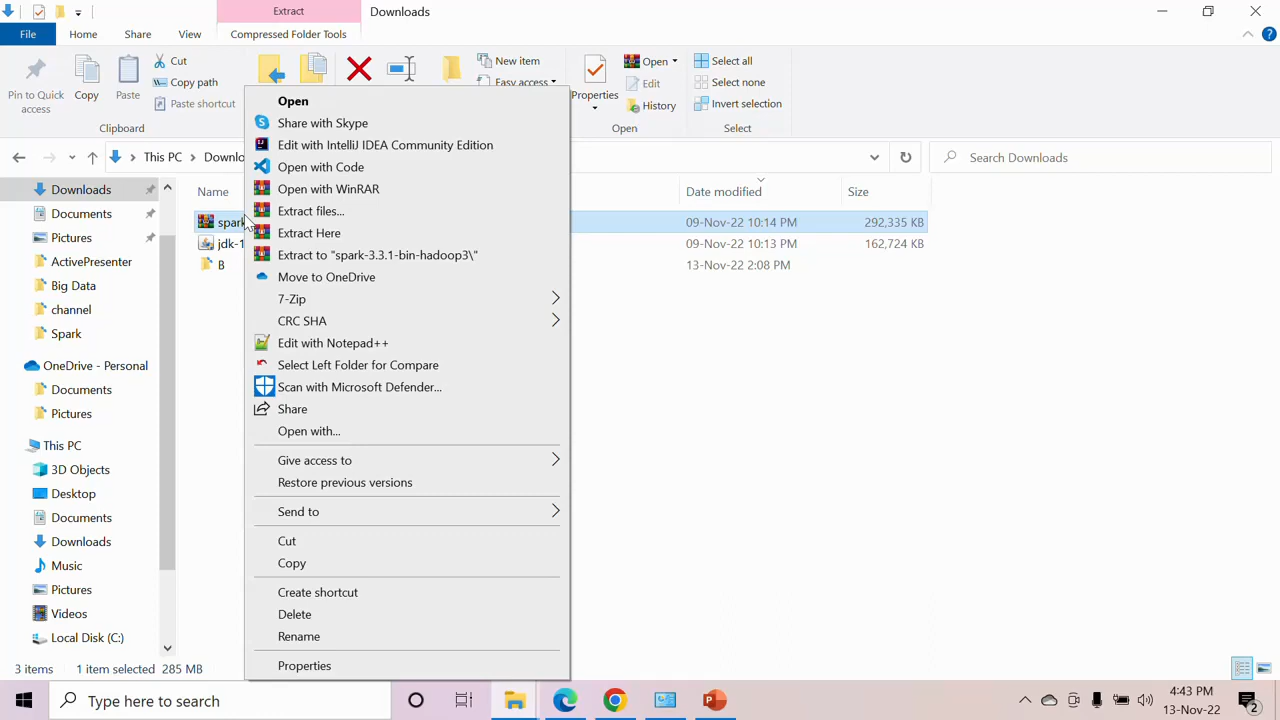 Extract
Downloads
File
Home
Share
View
Compressed Folder Tools
Pin to Quick access
Copy
Paste
Cut
Copy path
Paste shortcut
Clipboard
New item
Easy access
Properties
Open
Edit
History
Open
Select all
Select none
Invert selection
Select
This PC
Downlo
Search Downloads
Name
Date modified
Size
spark
09-Nov-22 10:14 PM
292,335 KB
jdk-1
09-Nov-22 10:13 PM
162,724 KB
B
13-Nov-22 2:08 PM
Downloads
Documents
Pictures
ActivePresenter
Big Data
channel
Spark
OneDrive - Personal
Documents
Pictures
This PC
3D Objects
Desktop
Documents
Downloads
Music
Pictures
Videos
Local Disk (C:)
Open
Share with Skype
Edit with IntelliJ IDEA Community Edition
Open with Code
Open with WinRAR
Extract files...
Extract Here
Extract to "spark-3.3.1-bin-hadoop3\"
Move to OneDrive
7-Zip
CRC SHA
Edit with Notepad++
Select Left Folder for Compare
Scan with Microsoft Defender...
Share
Open with...
Give access to
Restore previous versions
Send to
Cut
Copy
Create shortcut
Delete
Rename
Properties
3 items
1 item selected
285 MB
Type here to search
4:43 PM
13-Nov-22
2